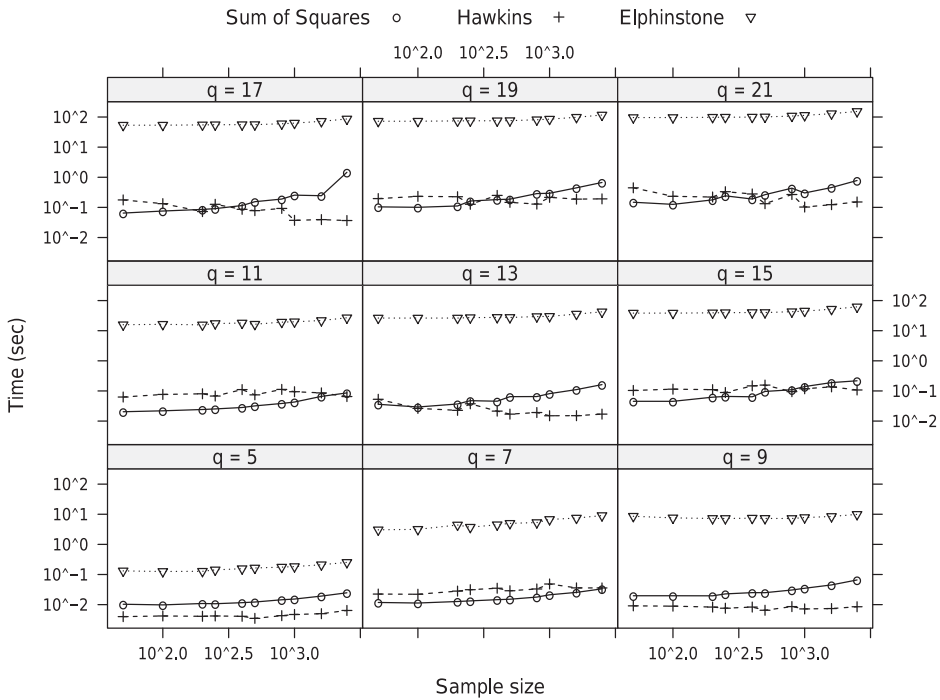 Sum of Squares Hawkins Elphinstone
10^2.0 10^2.5 10^3.0
q = 17 q = 19 q = 21
10^2
10^1
10^0
10^−1
10^−2
q = 11 q = 13 q = 15
10^2
10^1
10^0
10^−1
10^−2
q = 5 q = 7 q = 9
10^2
10^1
10^0
10^−1
10^−2
10^2.0 10^2.5 10^3.0 10^2.0 10^2.5 10^3.0
Time (sec)
Sample size